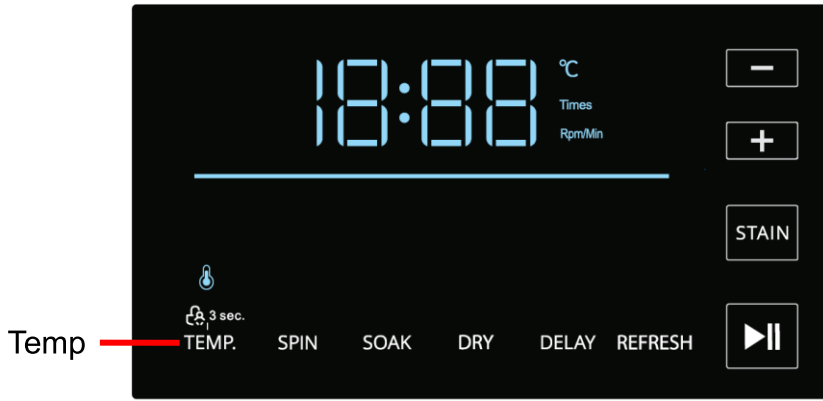 18:88
℃
Times
Rpm/Min
STAIN
3 sec.
Temp
TEMP. SPIN SOAK DRY DELAY REFRESH